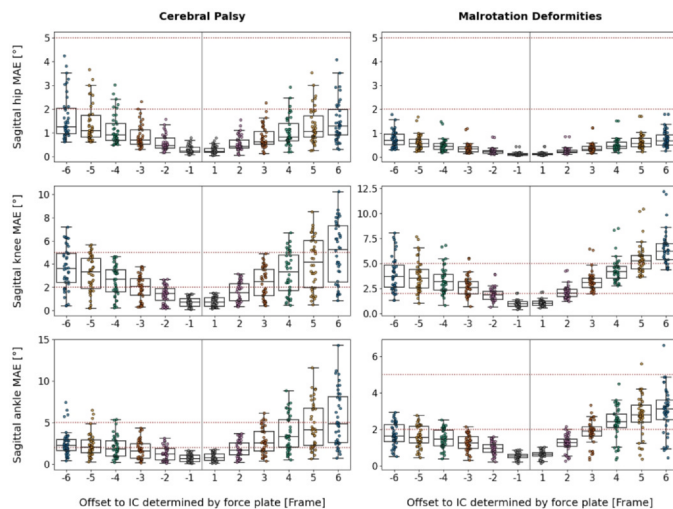 Cerebral Palsy
Malrotation Deformities
Sagittal hip MAE [°]
5
4
3
2
1
0
-6 -5 -4 -3 -2 -1 1 2 3 4 5 6
5
4
3
2
1
0
-6 -5 -4 -3 -2 -1 1 2 3 4 5 6
Sagittal knee MAE [°]
10
8
6
4
2
0
-6 -5 -4 -3 -2 -1 1 2 3 4 5 6
12.5
10.0
7.5
5.0
2.5
0.0
-6 -5 -4 -3 -2 -1 1 2 3 4 5 6
Sagittal ankle MAE [°]
15
10
5
0
-6 -5 -4 -3 -2 -1 1 2 3 4 5 6
6
4
2
0
-6 -5 -4 -3 -2 -1 1 2 3 4 5 6
Offset to IC determined by force plate [Frame]
Offset to IC determined by force plate [Frame]